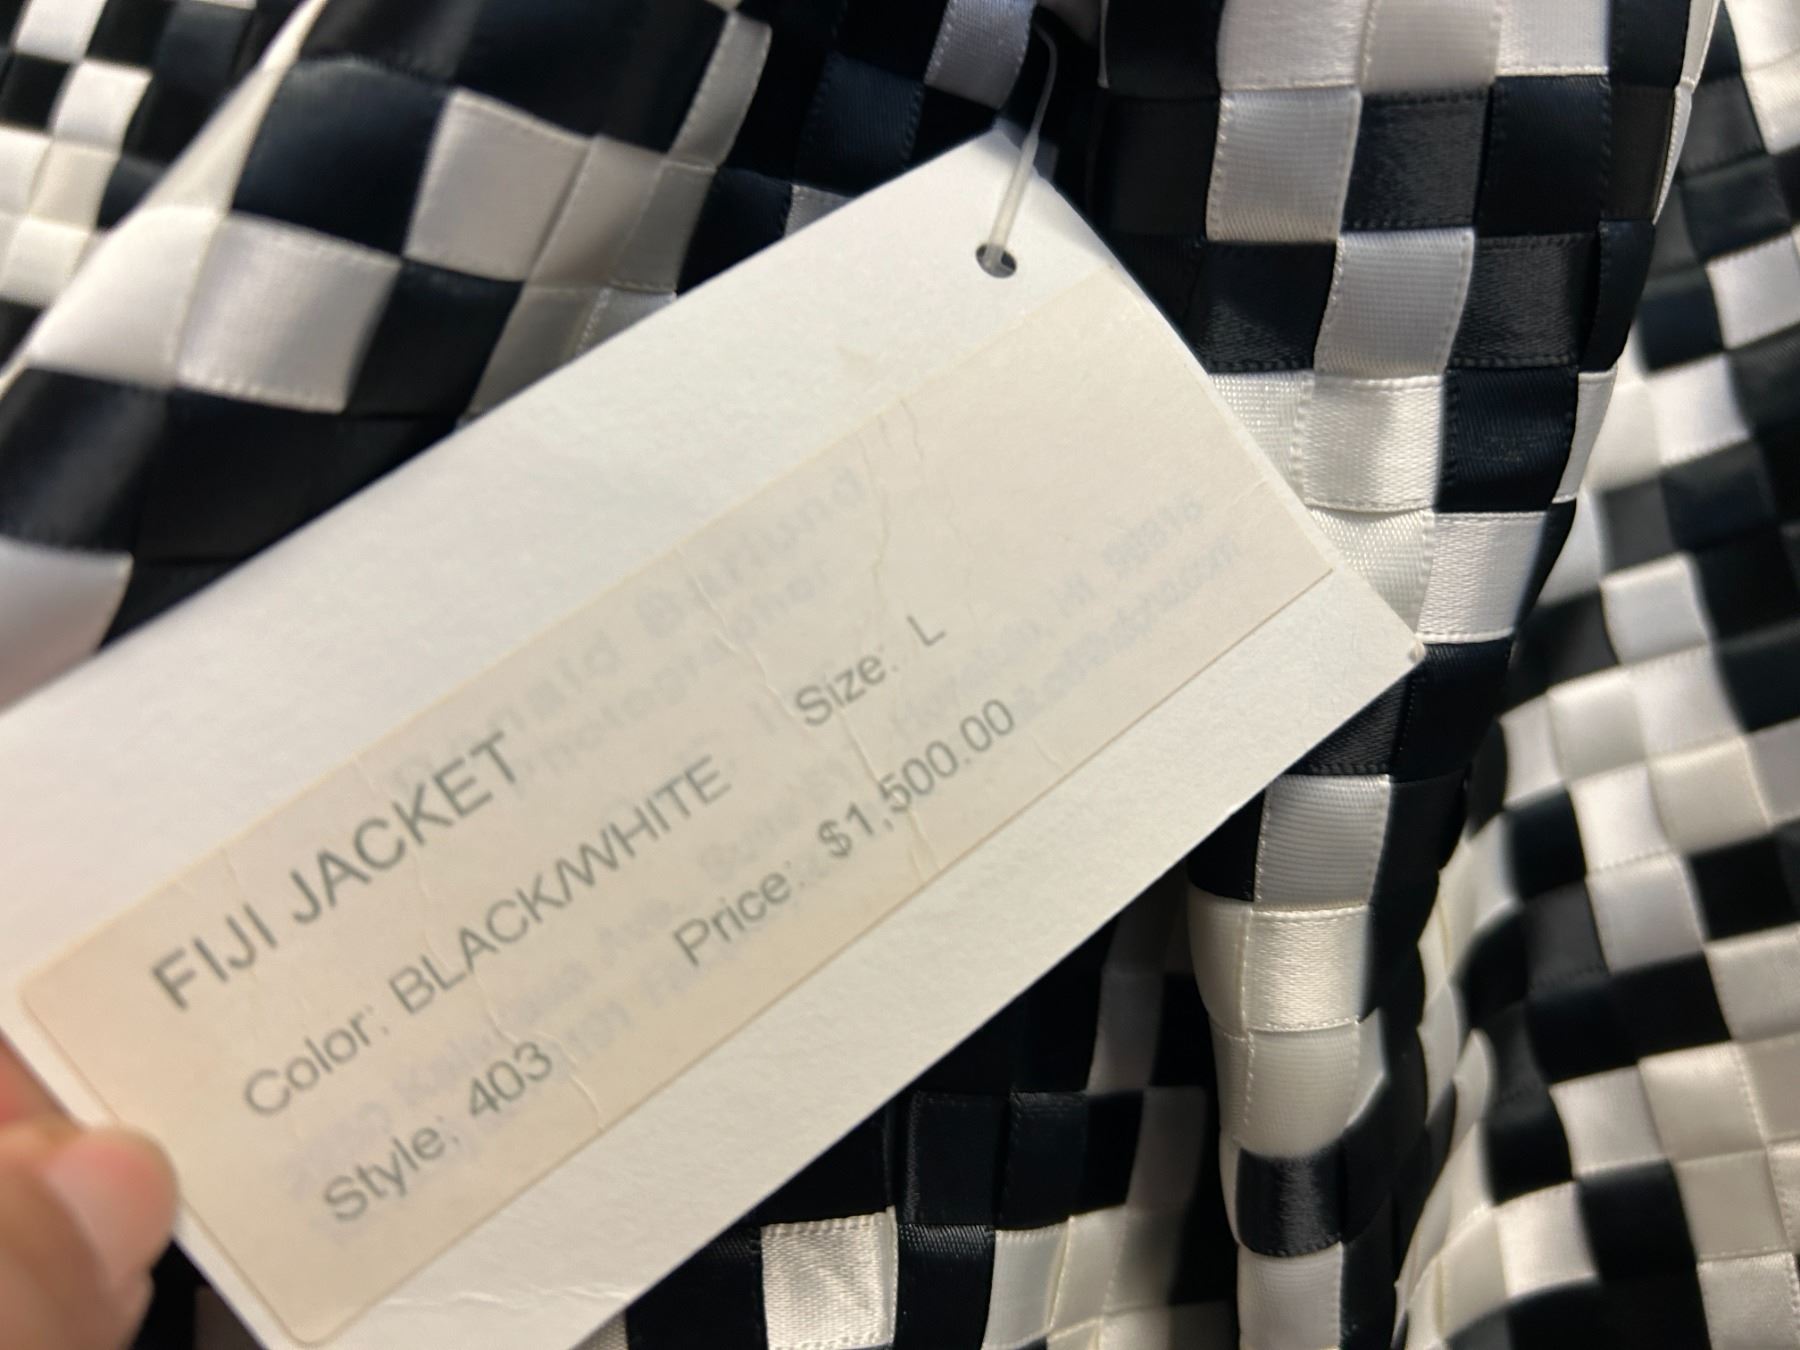 FIJI JACKET
Color: BLACK/WHITE Size: L
Style: 403 Price: $1,500.00